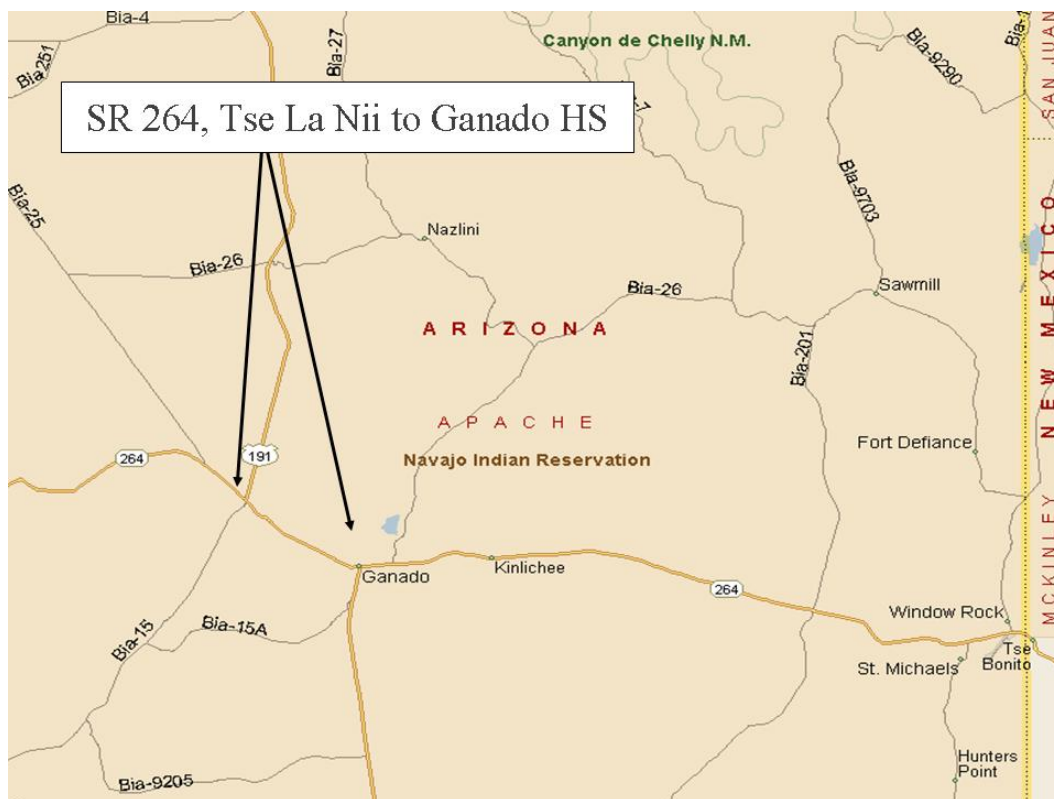 Bia-4
Bia-27
Canyon de Chelly N.M.
Bia-9290
SAN JUAN
Bia251
SR 264, Tse La Nii to Ganado HS
Bia-25
Bia-9703
Nazlini
Bia-26
Bia-26
Sawmill
ARIZONA
Bia-201
NEW MEXICO
APACHE
264
191
Navajo Indian Reservation
Fort Defiance
Ganado
Kinlichee
264
MCKINLEY
Window Rock
Bia-15
Bia-15A
Tse
Bonito
St. Michaels
Hunters
Point
Bia-9205